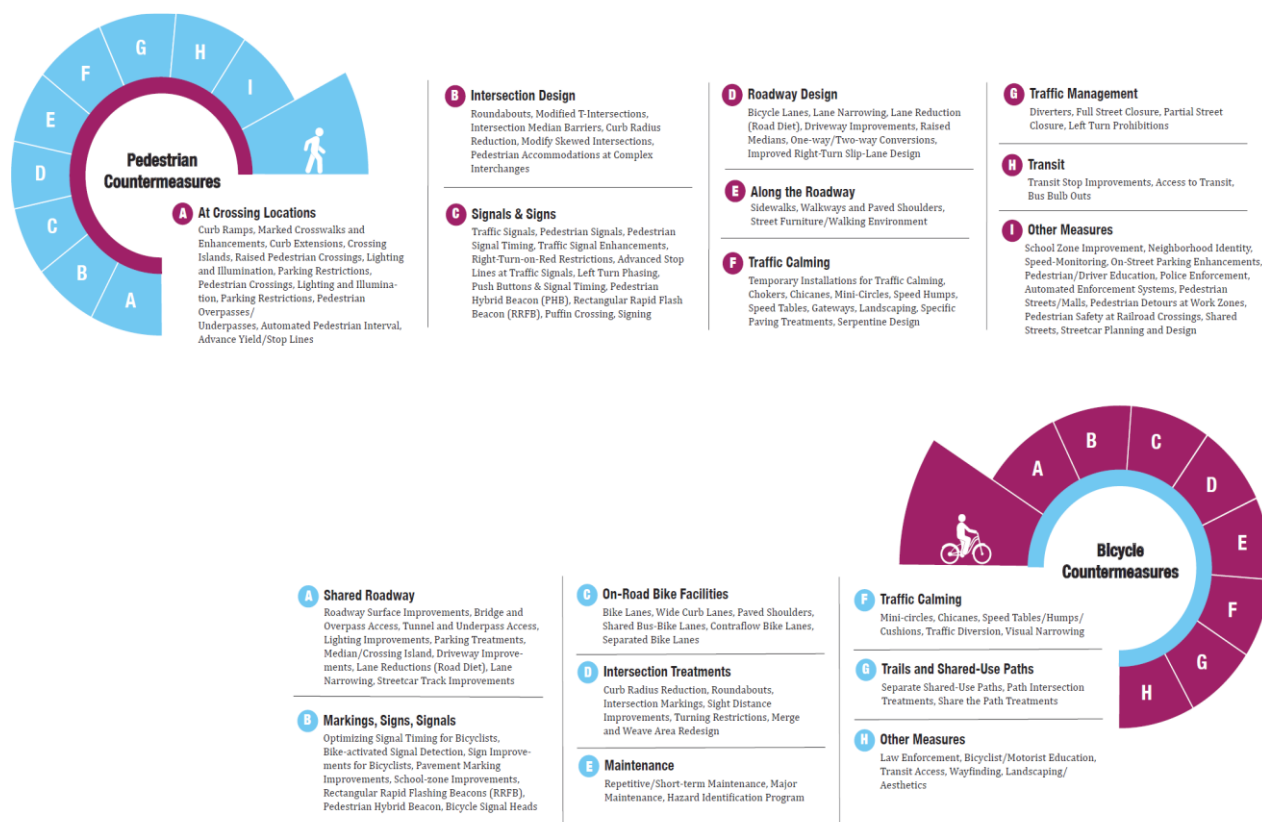 Pedestrian
Countermeasures
A
B
C
D
E
F
G
H
I
A At Crossing Locations
Curb Ramps, Marked Crosswalks and
Enhancements, Curb Extensions, Crossing
Islands, Raised Pedestrian Crossings, Lighting
and Illumination, Parking Restrictions,
Pedestrian Crossings, Lighting and Illumina-
tion, Parking Restrictions, Pedestrian
Overpasses/
Underpasses, Automated Pedestrian Interval,
Advance Yield/Stop Lines
B Intersection Design
Roundabouts, Modified T-Intersections,
Intersection Median Barriers, Curb Radius
Reduction, Modify Skewed Intersections,
Pedestrian Accommodations at Complex
Interchanges
C Signals & Signs
Traffic Signals, Pedestrian Signals, Pedestrian
Signal Timing, Traffic Signal Enhancements,
Right-Turn-on-Red Restrictions, Advanced Stop
Lines at Traffic Signals, Left Turn Phasing,
Push Buttons & Signal Timing, Pedestrian
Hybrid Beacon (PHB), Rectangular Rapid Flash
Beacon (RRFB), Puffin Crossing, Signing
D Roadway Design
Bicycle Lanes, Lane Narrowing, Lane Reduction
(Road Diet), Driveway Improvements, Raised
Medians, One-way/Two-way Conversions,
Improved Right-Turn Slip-Lane Design
E Along the Roadway
Sidewalks, Walkways and Paved Shoulders,
Street Furniture/Walking Environment
F Traffic Calming
Temporary Installations for Traffic Calming,
Chokers, Chicanes, Mini-Circles, Speed Humps,
Speed Tables, Gateways, Landscaping, Specific
Paving Treatments, Serpentine Design
G Traffic Management
Diverters, Full Street Closure, Partial Street
Closure, Left Turn Prohibitions
H Transit
Transit Stop Improvements, Access to Transit,
Bus Bulb Outs
I Other Measures
School Zone Improvement, Neighborhood Identity,
Speed-Monitoring, On-Street Parking Enhancements,
Pedestrian/Driver Education, Police Enforcement,
Automated Enforcement Systems, Pedestrian
Streets/Malls, Pedestrian Detours at Work Zones,
Pedestrian Safety at Railroad Crossings, Shared
Streets, Streetcar Planning and Design
Bicycle
Countermeasures
A
B
C
D
E
F
G
H
A Shared Roadway
Roadway Surface Improvements, Bridge and
Overpass Access, Tunnel and Underpass Access,
Lighting Improvements, Parking Treatments,
Median/Crossing Island, Driveway Improve-
ments, Lane Reductions (Road Diet), Lane
Narrowing, Streetcar Track Improvements
B Markings, Signs, Signals
Optimizing Signal Timing for Bicyclists,
Bike-activated Signal Detection, Sign Improve-
ments for Bicyclists, Pavement Marking
Improvements, School-zone Improvements,
Rectangular Rapid Flashing Beacons (RRFB),
Pedestrian Hybrid Beacon, Bicycle Signal Heads
C On-Road Bike Facilities
Bike Lanes, Wide Curb Lanes, Paved Shoulders,
Shared Bus-Bike Lanes, Contraflow Bike Lanes,
Separated Bike Lanes
D Intersection Treatments
Curb Radius Reduction, Roundabouts,
Intersection Markings, Sight Distance
Improvements, Turning Restrictions, Merge
and Weave Area Redesign
E Maintenance
Repetitive/Short-term Maintenance, Major
Maintenance, Hazard Identification Program
F Traffic Calming
Mini-circles, Chicanes, Speed Tables/Humps/
Cushions, Traffic Diversion, Visual Narrowing
G Trails and Shared-Use Paths
Separate Shared-Use Paths, Path Intersection
Treatments, Share the Path Treatments
H Other Measures
Law Enforcement, Bicyclist/Motorist Education,
Transit Access, Wayfinding, Landscaping/
Aesthetics